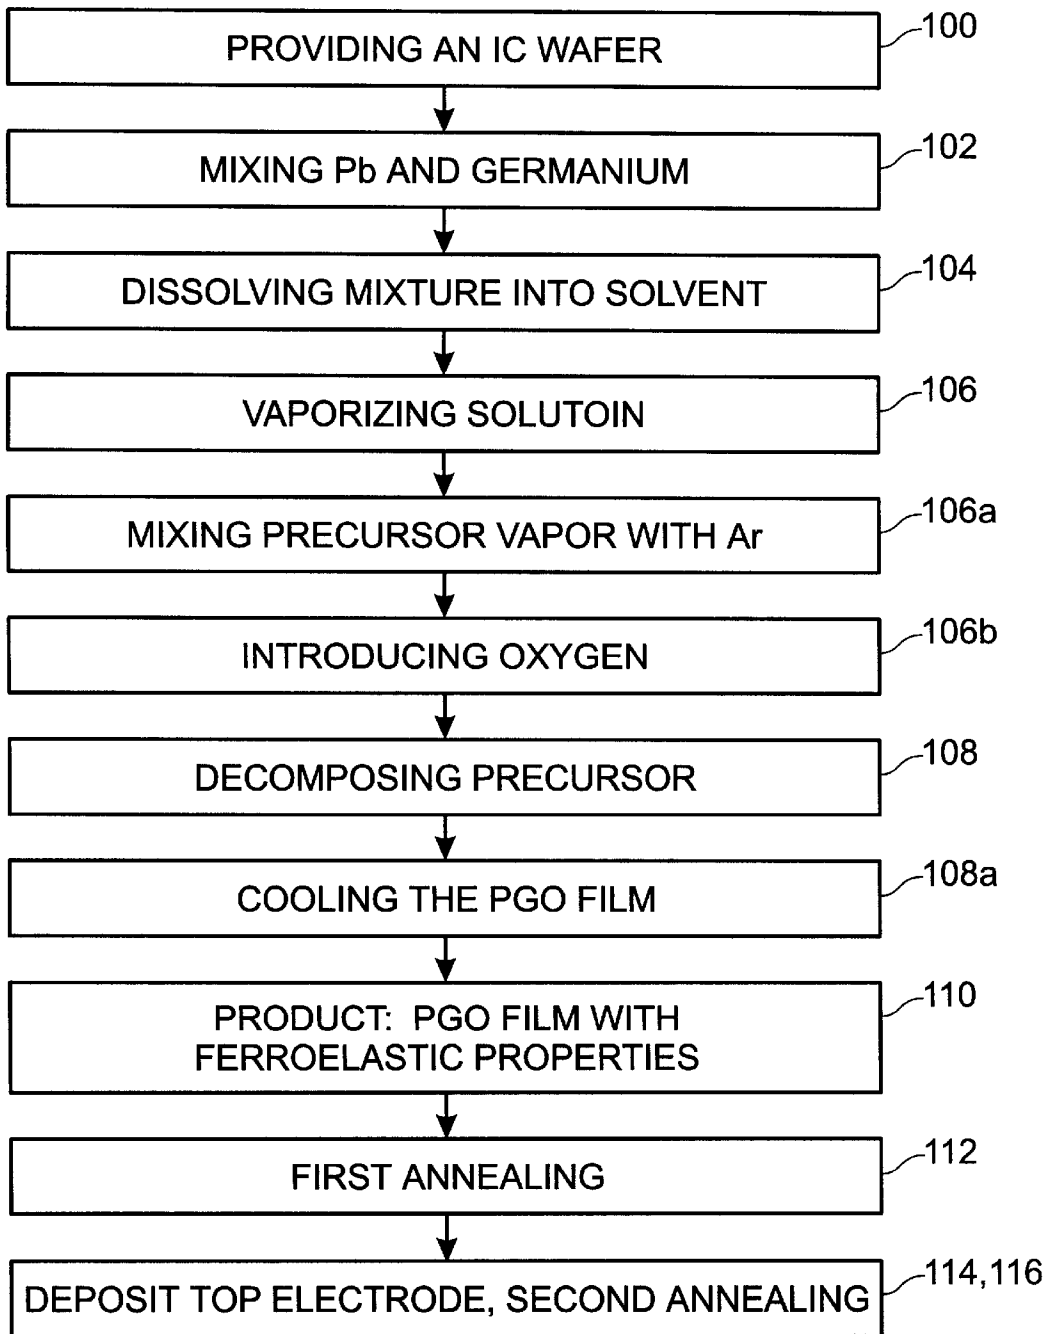 PROVIDING AN IC WAFER
100
MIXING Pb AND GERMANIUM
102
DISSOLVING MIXTURE INTO SOLVENT
104
VAPORIZING SOLUTOIN
106
MIXING PRECURSOR VAPOR WITH Ar
106a
INTRODUCING OXYGEN
106b
DECOMPOSING PRECURSOR
108
COOLING THE PGO FILM
108a
PRODUCT: PGO FILM WITH
FERROELASTIC PROPERTIES
110
FIRST ANNEALING
112
DEPOSIT TOP ELECTRODE, SECOND ANNEALING
114,116